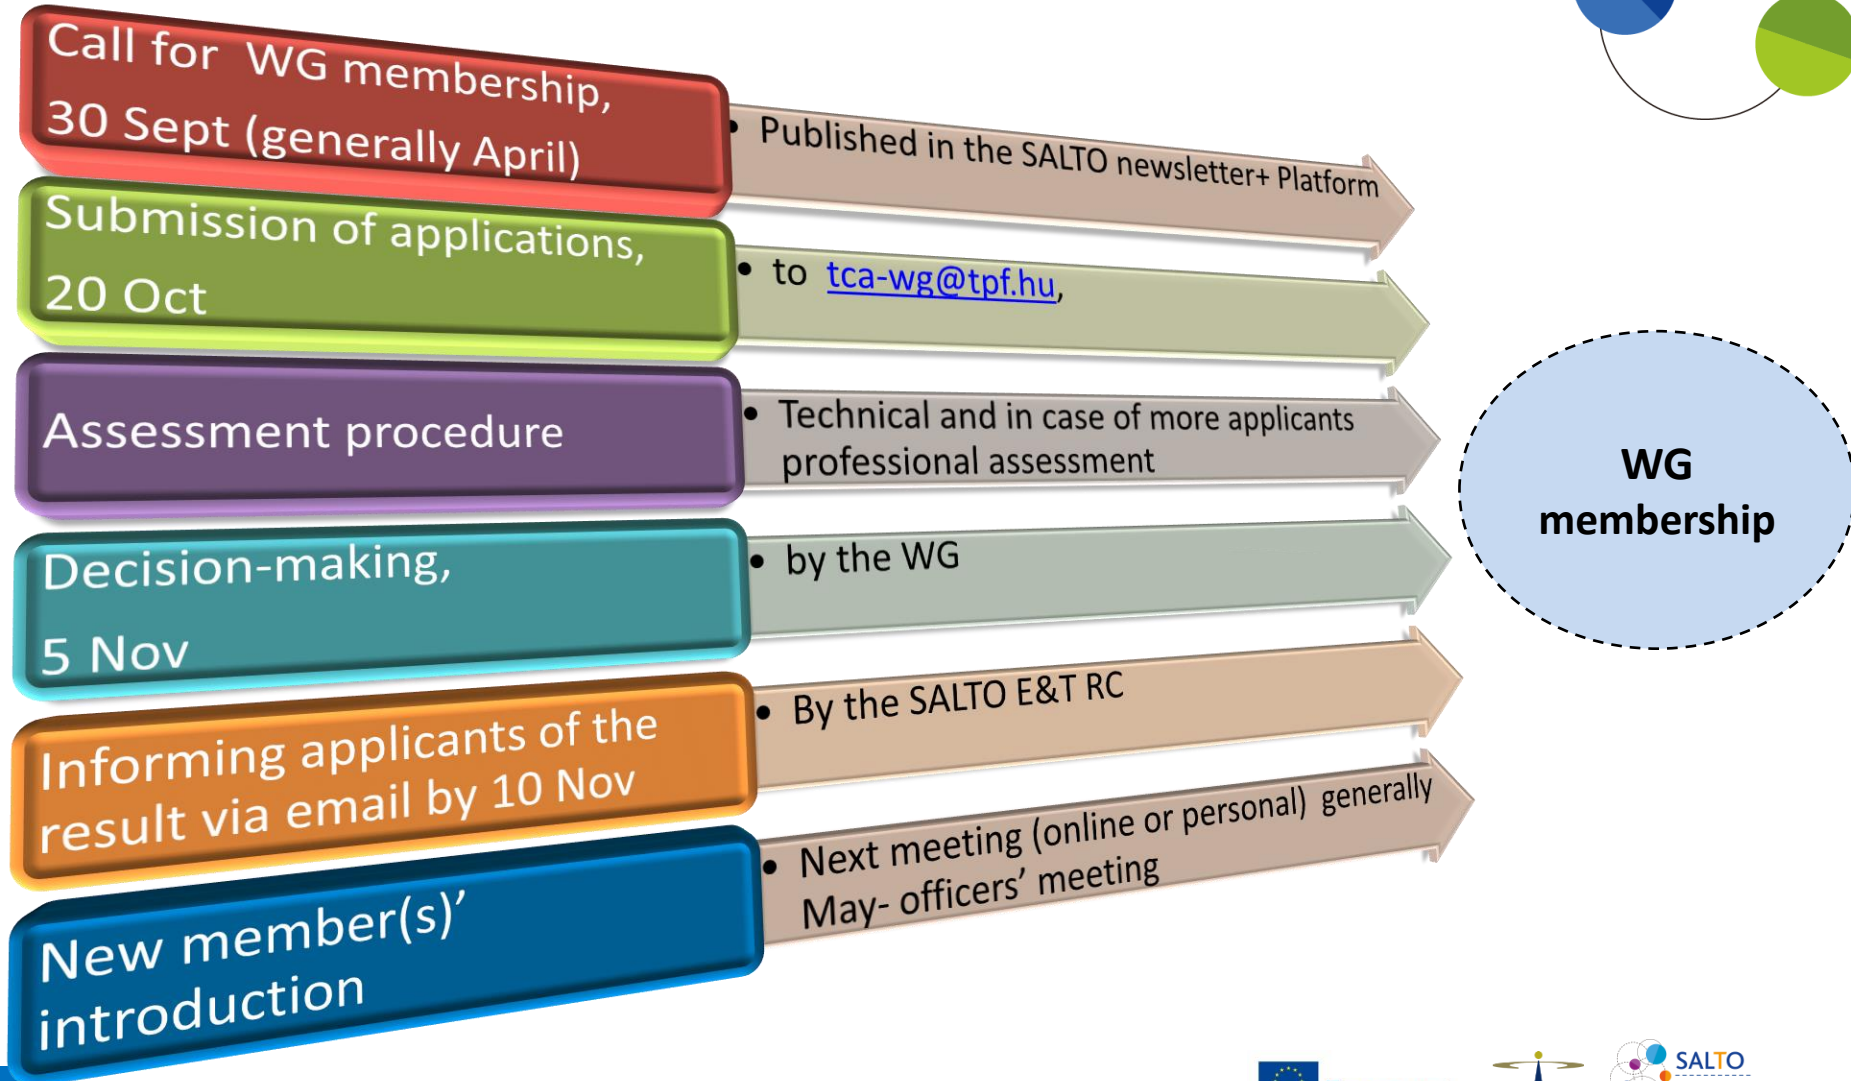 Call for WG membership,
30 Sept (generally April)
• Published in the SALTO newsletter+ Platform
Submission of applications,
20 Oct
• to tca-wg@tpf.hu,
Assessment procedure
• Technical and in case of more applicants
professional assessment
Decision-making,
5 Nov
• by the WG
Informing applicants of the
result via email by 10 Nov
• By the SALTO E&T RC
New member(s)’
introduction
• Next meeting (online or personal) generally
May- officers’ meeting
WG
membership
SALTO